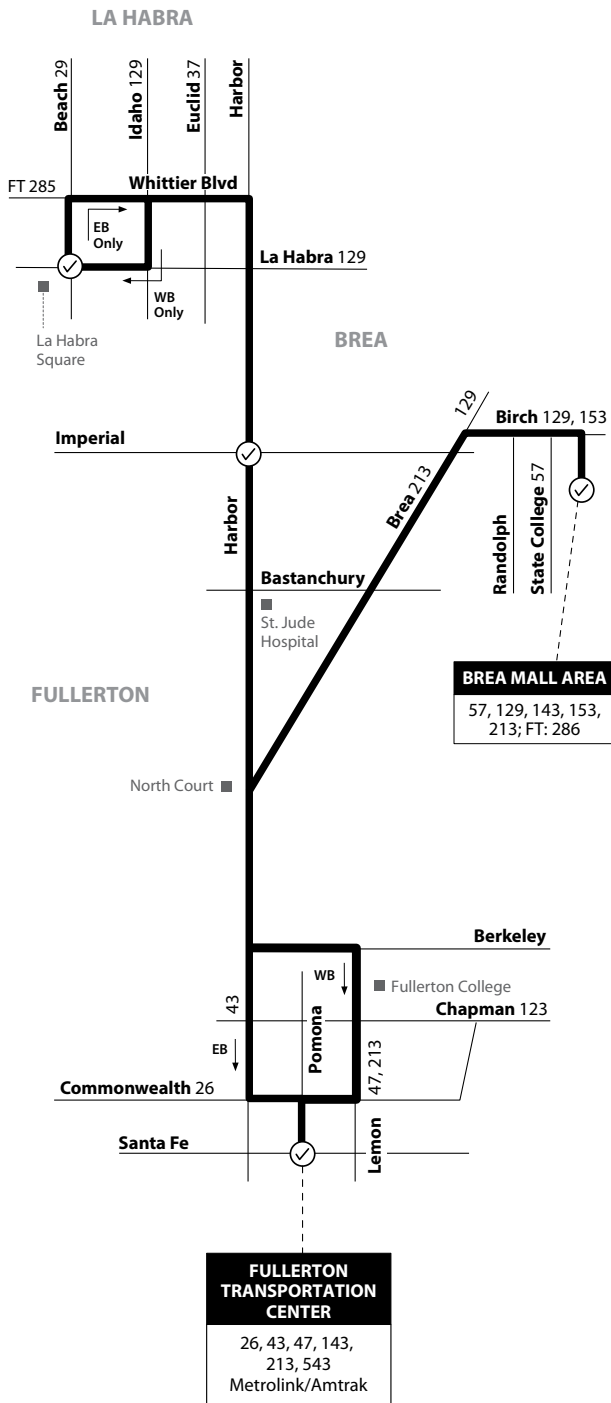 LA HABRA
Beach 29
Idaho 129
Euclid 37
Harbor
FT 285
Whittier Blvd
EB
Only
La Habra 129
WB
Only
La Habra
Square
BREA
129
Birch 129, 153
Imperial
Brea 213
Harbor
Randolph
State College 57
Bastanchury
St. Jude
Hospital
BREA MALL AREA
57, 129, 143, 153,
213; FT: 286
FULLERTON
North Court
Berkeley
WB
Fullerton College
43
Pomona
Chapman 123
EB
47, 213
Commonwealth 26
Santa Fe
Lemon
FULLERTON
TRANSPORTATION
CENTER
26, 43, 47, 143,
213, 543
Metrolink/Amtrak